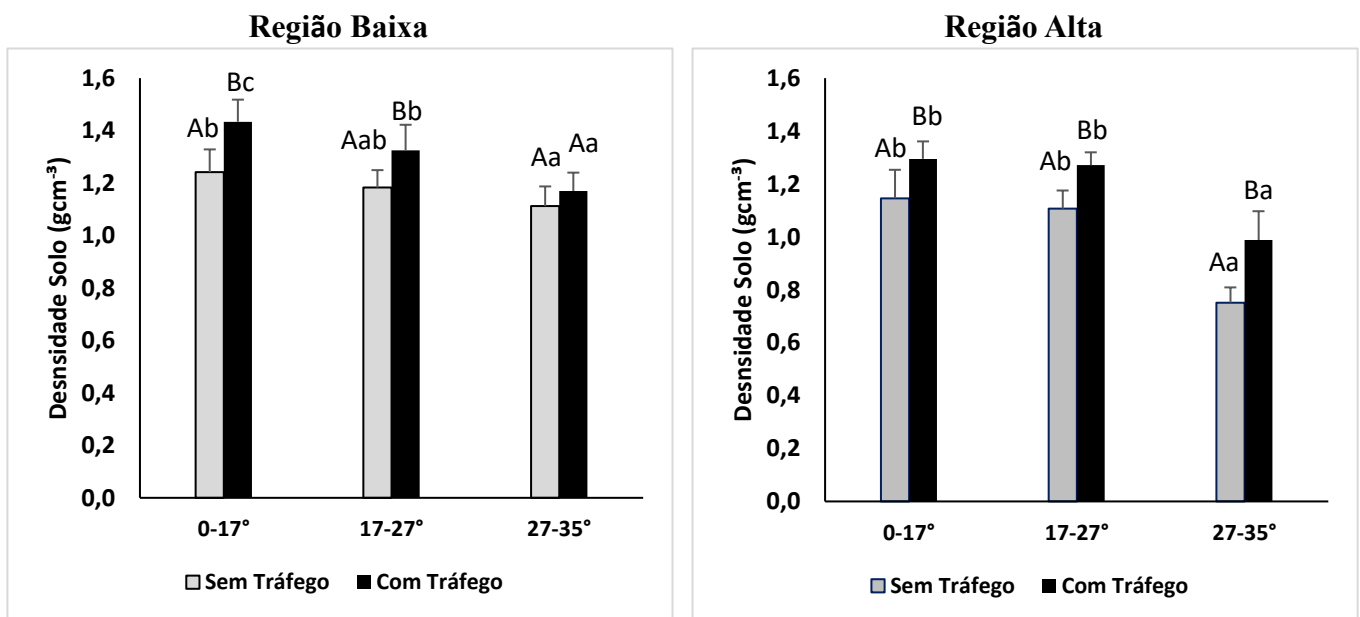 Região Baixa
Desnsidade Solo (gcm⁻³)
1,6
1,4
1,2
1,0
0,8
0,6
0,4
0,2
0,0
Ab Bc Aab Bb Aa Aa
0-17° 17-27° 27-35°
Sem Tráfego Com Tráfego
Região Alta
Desnsidade Solo (gcm⁻³)
1,6
1,4
1,2
1,0
0,8
0,6
0,4
0,2
0,0
Ab Bb Ab Bb Aa Ba
0-17° 17-27° 27-35°
Sem Tráfego Com Tráfego